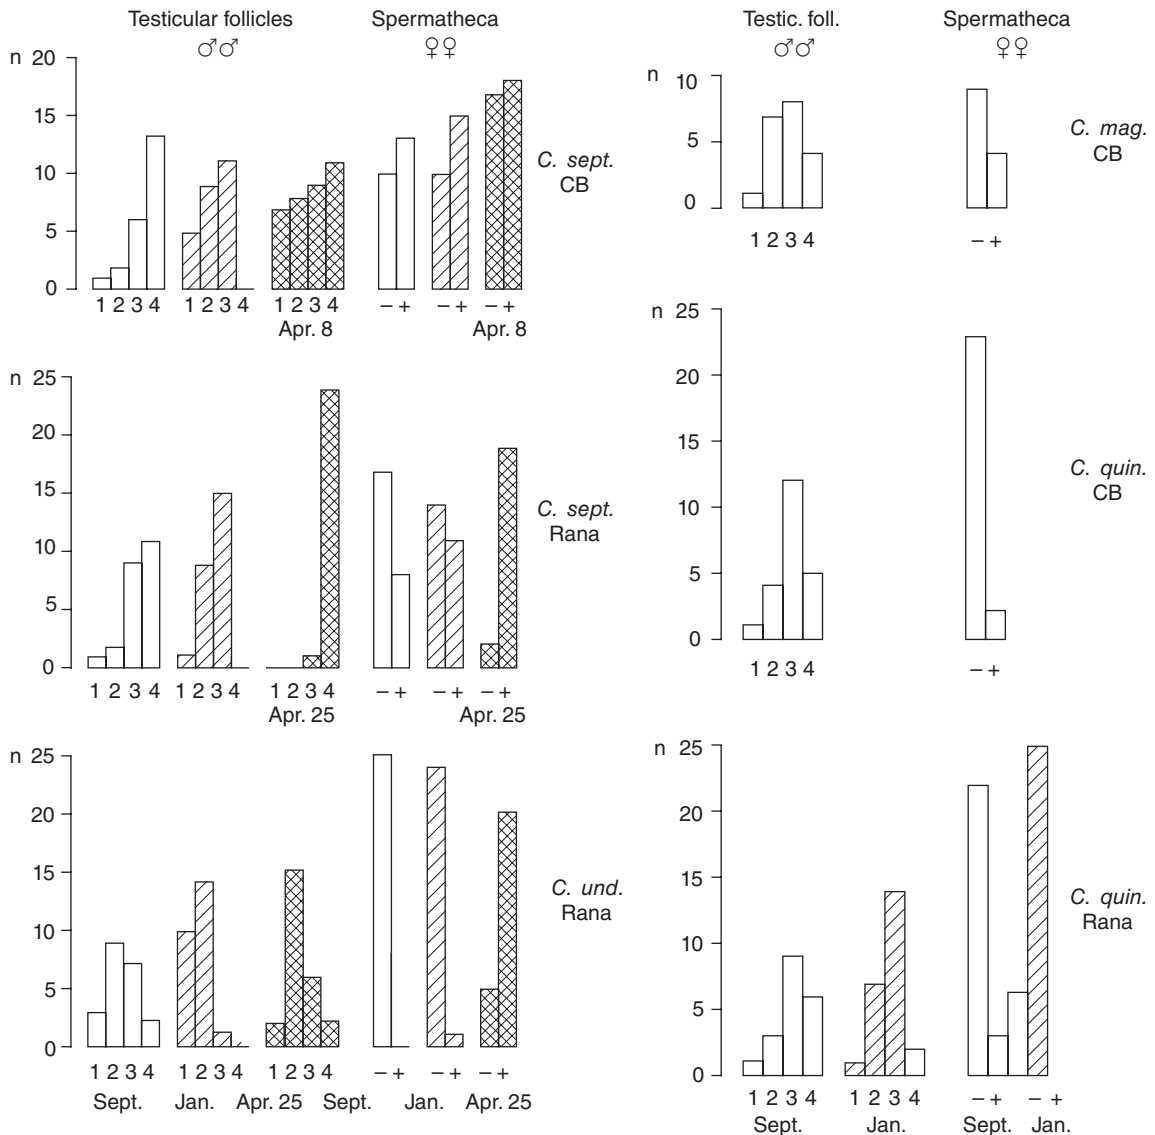 Testicular follicles Spermatheca
♂♂ ♀♀
n 20
15
10
5
0
1 2 3 4 1 2 3 4 1 2 3 4 – + – + – +
Apr. 8 Apr. 8
C. sept.
CB
n 25
20
15
10
5
0
1 2 3 4 1 2 3 4 1 2 3 4 – + – + – +
Apr. 25 Apr. 25
C. sept.
Rana
n 25
20
15
10
5
0
1 2 3 4 1 2 3 4 1 2 3 4 – + – + – +
Sept. Jan. Apr. 25 Sept. Jan. Apr. 25
C. und.
Rana
Testic. foll. Spermatheca
♂♂ ♀♀
n 10
5
0
1 2 3 4 – +
C. mag.
CB
n 25
20
15
10
5
0
1 2 3 4 – +
C. quin.
CB
n 25
20
15
10
5
0
1 2 3 4 1 2 3 4 – + – +
Sept. Jan. Sept. Jan.
C. quin.
Rana